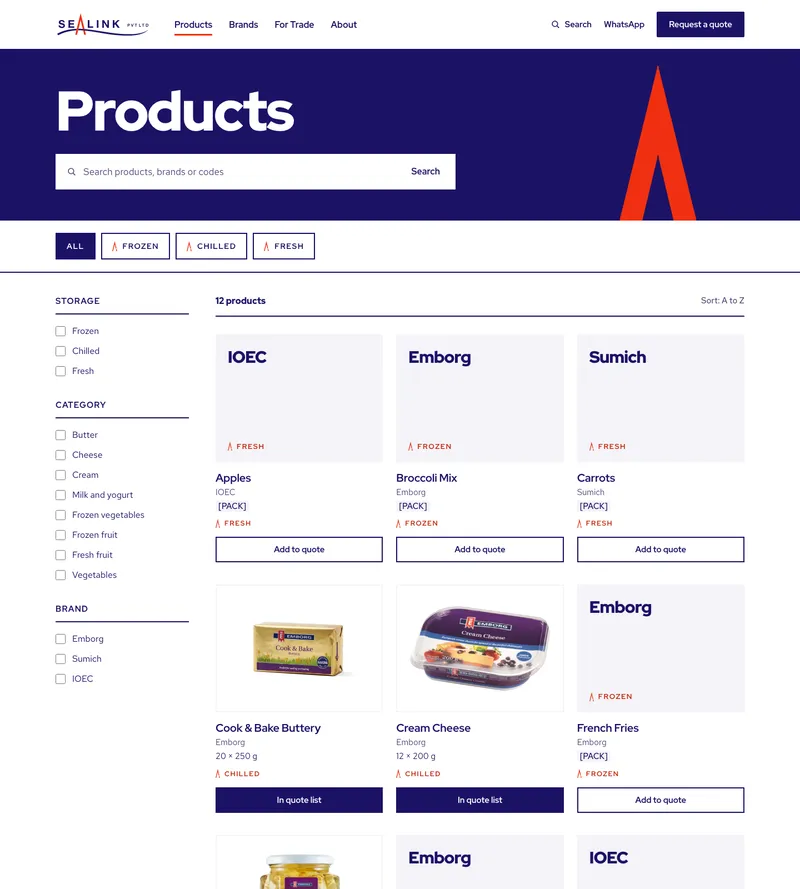 SEALINK PVT LTD
Products
Brands
For Trade
About
Search
WhatsApp
Request a quote
Products
Search products, brands or codes
Search
ALL
FROZEN
CHILLED
FRESH
STORAGE
Frozen
Chilled
Fresh
CATEGORY
Butter
Cheese
Cream
Milk and yogurt
Frozen vegetables
Frozen fruit
Fresh fruit
Vegetables
BRAND
Emborg
Sumich
IOEC
12 products
Sort: A to Z
IOEC
FRESH
Apples
IOEC
[PACK]
FRESH
Add to quote
Emborg
FROZEN
Broccoli Mix
Emborg
[PACK]
FROZEN
Add to quote
Sumich
FRESH
Carrots
Sumich
[PACK]
FRESH
Add to quote
EMBORG
Cook & Bake
Cook & Bake Buttery
Emborg
20 × 250 g
CHILLED
In quote list
EMBORG
Cream Cheese
EMBORG
Cream Cheese
Emborg
12 × 200 g
CHILLED
In quote list
Emborg
FROZEN
French Fries
Emborg
[PACK]
FROZEN
Add to quote
EMBORG
Emborg
IOEC